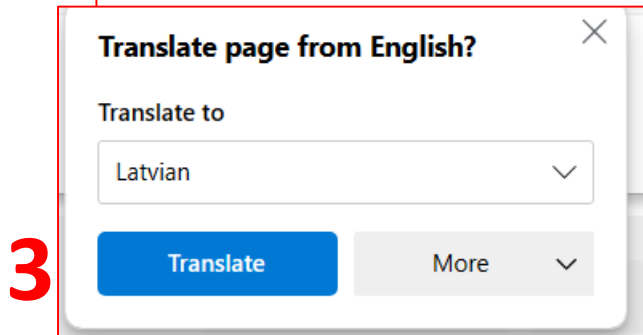 Translate page from English?
Translate to
Latvian
3
Translate More